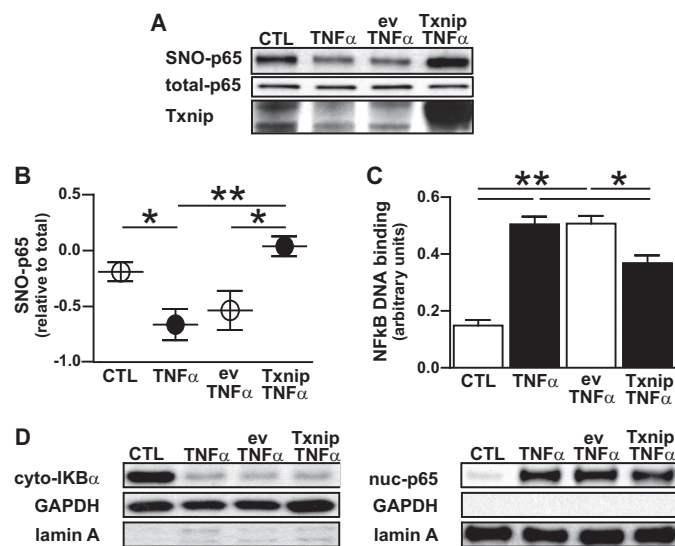 A
CTL TNFα ev TNFα Txnip TNFα
SNO-p65
total-p65
Txnip
B
SNO-p65
(relative to total)
0.5
0.0
-0.5
-1.0
* ** *
CTL TNFα ev TNFα Txnip TNFα
C
NFkB DNA binding
(arbitrary units)
0.6
0.4
0.2
0.0
** *
CTL TNFα ev TNFα Txnip TNFα
D
CTL TNFα ev TNFα Txnip TNFα
cyto-IKBα
GAPDH
lamin A
CTL TNFα ev TNFα Txnip TNFα
nuc-p65
GAPDH
lamin A